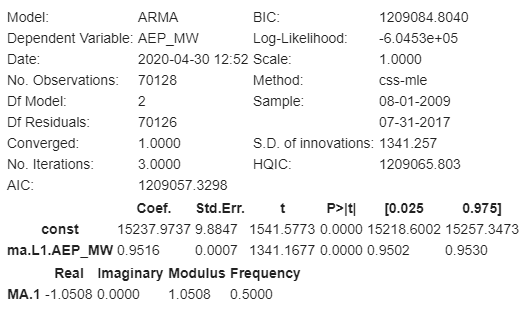 Model: ARMA BIC: 1209084.8040
Dependent Variable: AEP_MW Log-Likelihood: -6.0453e+05
Date: 2020-04-30 12:52 Scale: 1.0000
No. Observations: 70128 Method: css-mle
Df Model: 2 Sample: 08-01-2009
Df Residuals: 70126 07-31-2017
Converged: 1.0000 S.D. of innovations: 1341.257
No. Iterations: 3.0000 HQIC: 1209065.803
AIC: 1209057.3298
Coef. Std.Err. t P>|t| [0.025 0.975]
const 15237.9737 9.8847 1541.5773 0.0000 15218.6002 15257.3473
ma.L1.AEP_MW 0.9516 0.0007 1341.1677 0.0000 0.9502 0.9530
Real Imaginary Modulus Frequency
MA.1 -1.0508 0.0000 1.0508 0.5000